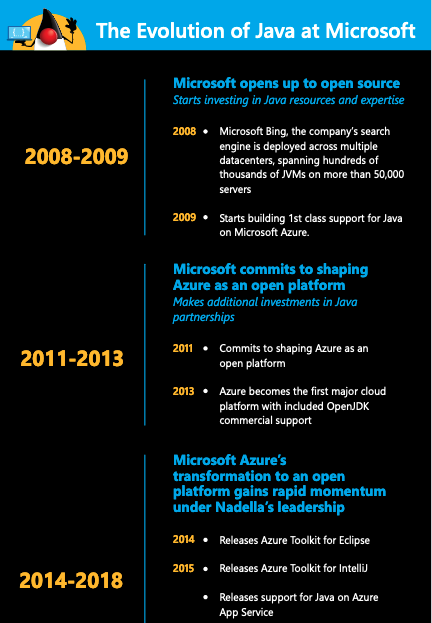 The Evolution of Java at Microsoft
2008-2009
Microsoft opens up to open source
Starts investing in Java resources and expertise
2008 • Microsoft Bing, the company's search
engine is deployed across multiple
datacenters, spanning hundreds of
thousands of JVMs on more than 50,000
servers
2009 • Starts building 1st class support for Java
on Microsoft Azure.
2011-2013
Microsoft commits to shaping
Azure as an open platform
Makes additional investments in Java
partnerships
2011 • Commits to shaping Azure as an
open platform
2013 • Azure becomes the first major cloud
platform with included OpenJDK
commercial support
2014-2018
Microsoft Azure's
transformation to an open
platform gains rapid momentum
under Nadella's leadership
2014 • Releases Azure Toolkit for Eclipse
2015 • Releases Azure Toolkit for IntelliJ
• Releases support for Java on Azure
App Service